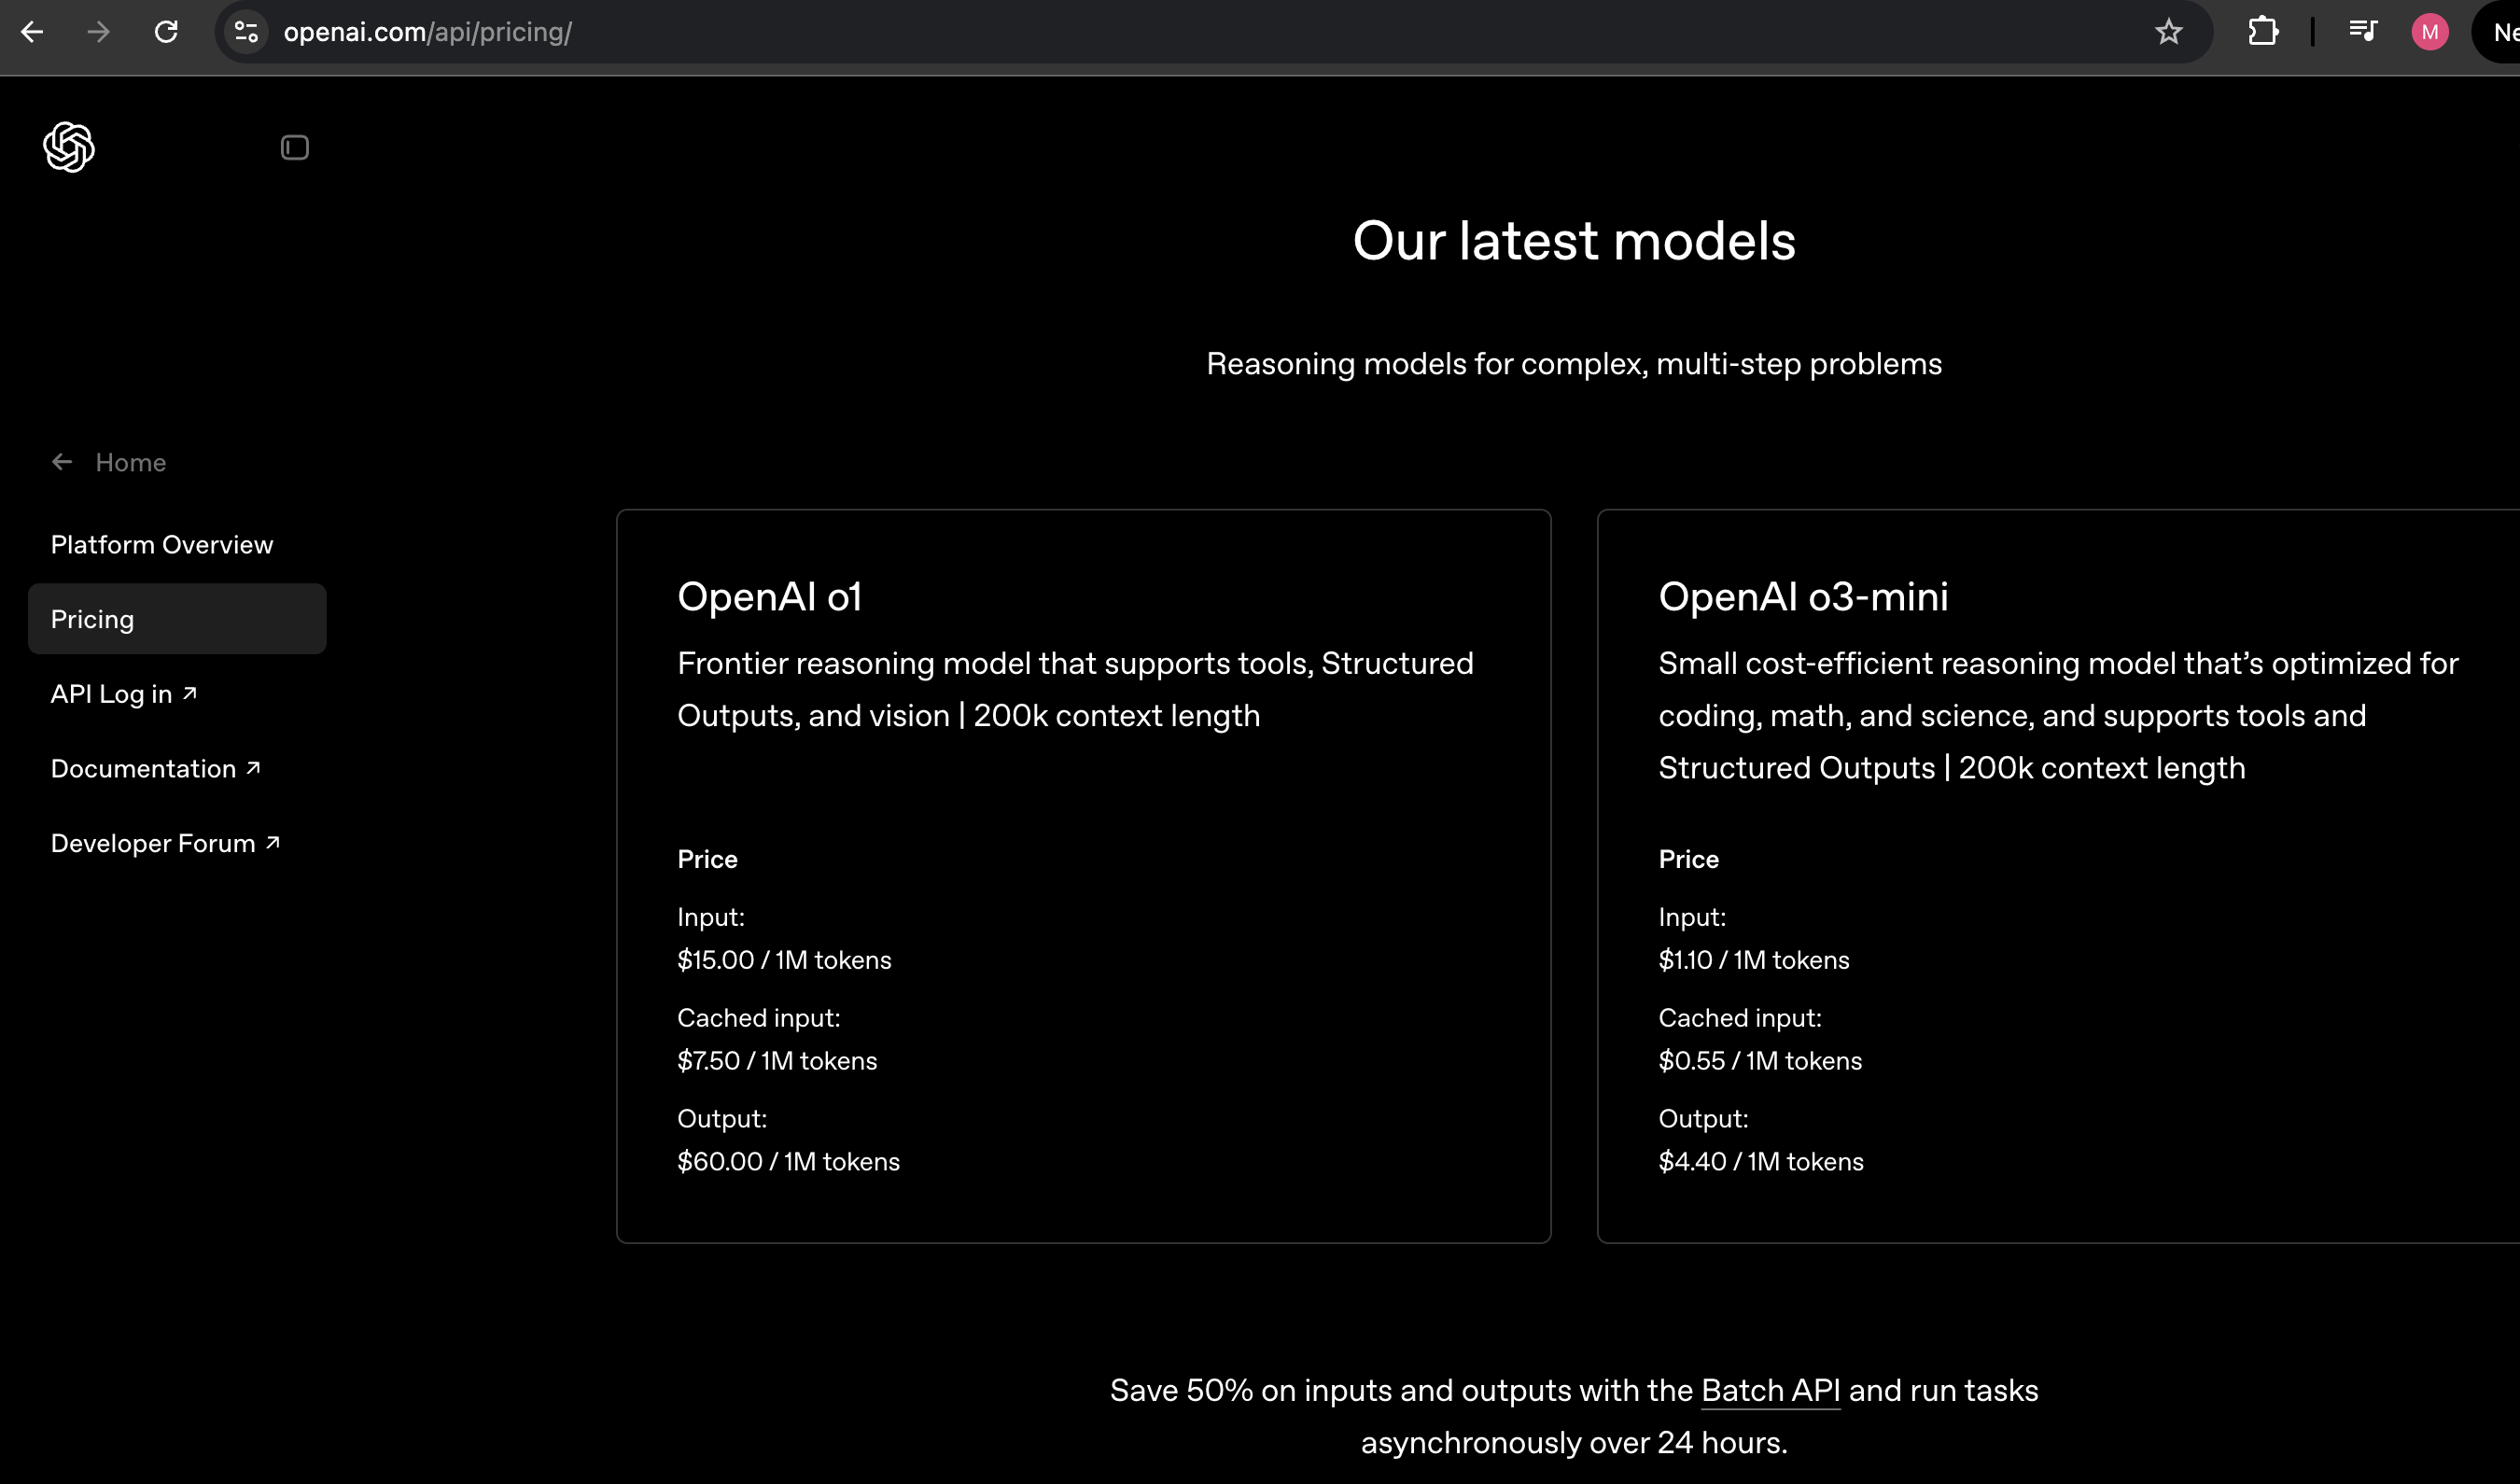 openai.com/api/pricing/
M
Ne
Our latest models
Reasoning models for complex, multi-step problems
Home
Platform Overview
Pricing
API Log in ↗
Documentation ↗
Developer Forum ↗
OpenAI o1
Frontier reasoning model that supports tools, Structured
Outputs, and vision | 200k context length
Price
Input:
$15.00 / 1M tokens
Cached input:
$7.50 / 1M tokens
Output:
$60.00 / 1M tokens
OpenAI o3-mini
Small cost-efficient reasoning model that’s optimized for
coding, math, and science, and supports tools and
Structured Outputs | 200k context length
Price
Input:
$1.10 / 1M tokens
Cached input:
$0.55 / 1M tokens
Output:
$4.40 / 1M tokens
Save 50% on inputs and outputs with the Batch API and run tasks
asynchronously over 24 hours.